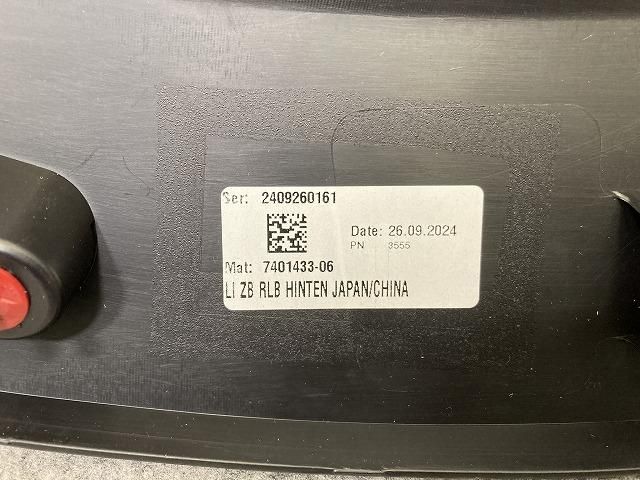 Ser: 2409260161
Date: 26.09.2024
PN 3555
Mat: 7401433-06
LI ZB RLB HINTEN JAPAN/CHINA